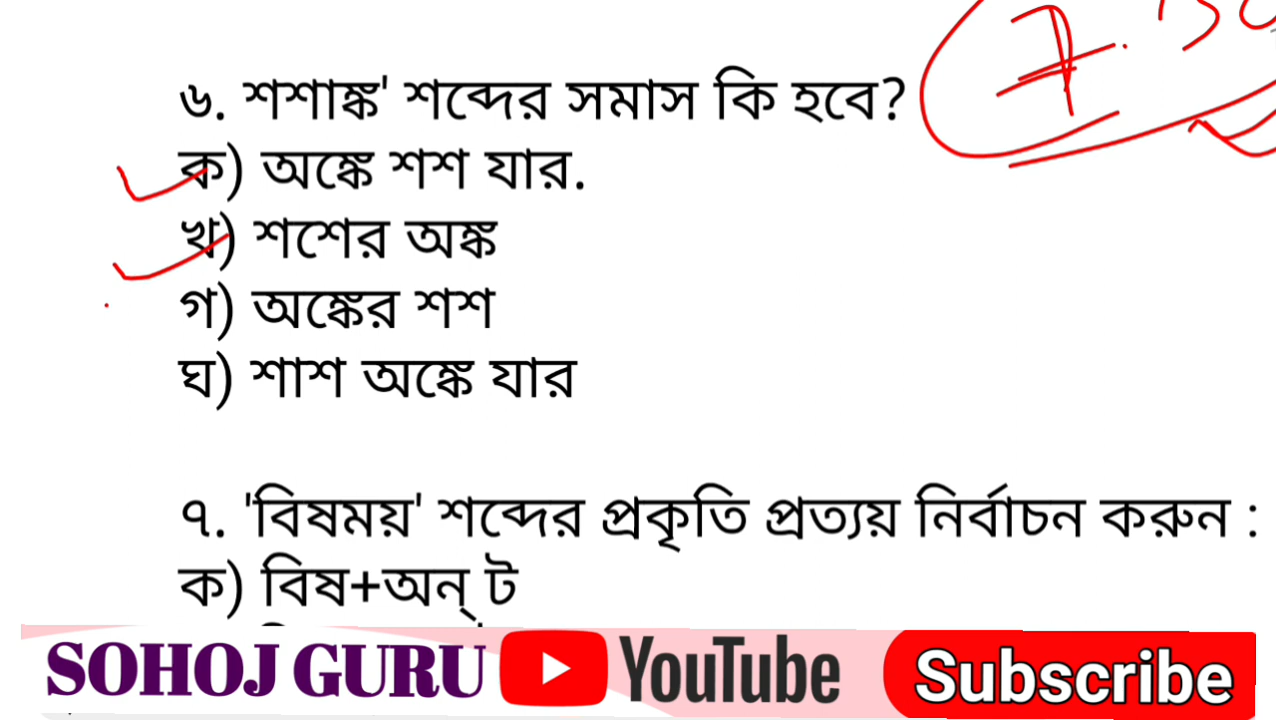 7.
৬. শশাঙ্ক' শব্দের সমাস কি হবে?
ক) অঙ্কে শশ যার.
খ) শশের অঙ্ক
গ) অঙ্কের শশ
ঘ) শাশ অঙ্কে যার
৭. 'বিষময়' শব্দের প্রকৃতি প্রত্যয় নির্বাচন করুন :
ক) বিষ+অন্ ট
SOHOJ GURU YouTube Subscribe